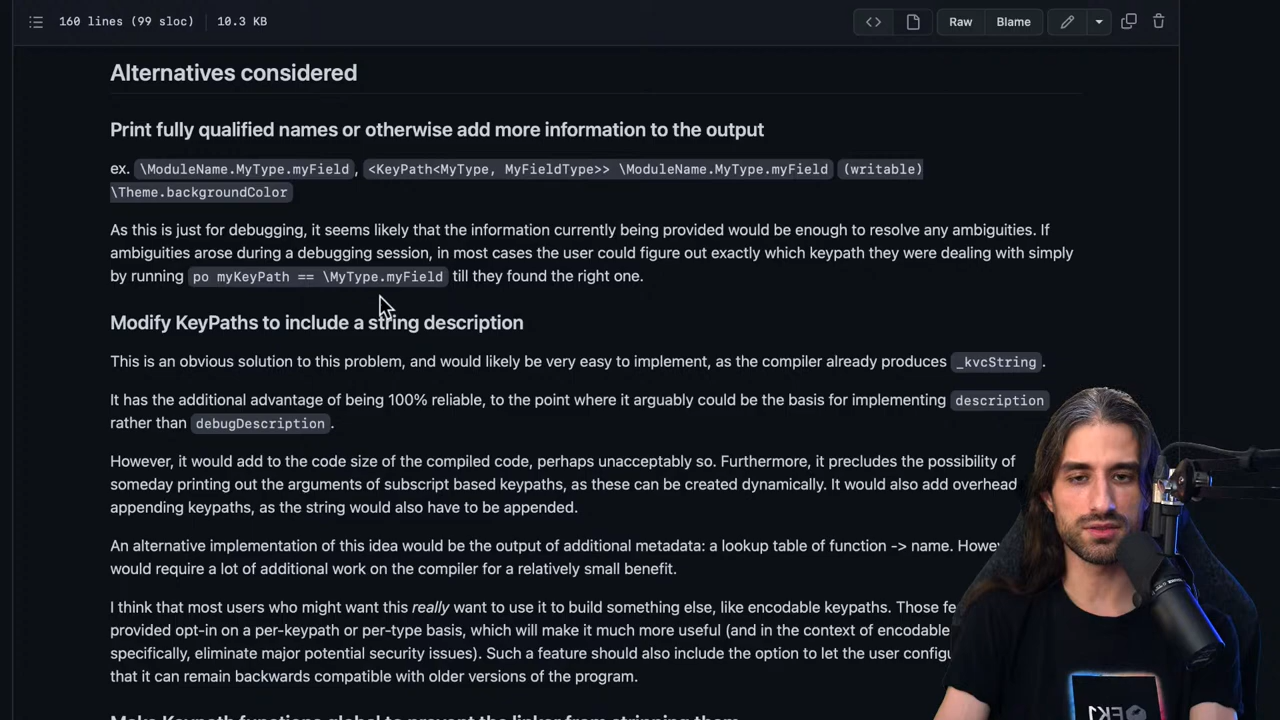 160 lines (99 sloc) 10.3 KB Raw Blame
Alternatives considered
Print fully qualified names or otherwise add more information to the output
ex. \ModuleName.MyType.myField, <KeyPath<MyType, MyFieldType>> \ModuleName.MyType.myField (writable)
\Theme.backgroundColor
As this is just for debugging, it seems likely that the information currently being provided would be enough to resolve any ambiguities. If
ambiguities arose during a debugging session, in most cases the user could figure out exactly which keypath they were dealing with simply
by running po myKeyPath == \MyType.myField till they found the right one.
Modify KeyPaths to include a string description
This is an obvious solution to this problem, and would likely be very easy to implement, as the compiler already produces _kvcString.
It has the additional advantage of being 100% reliable, to the point where it arguably could be the basis for implementing description
rather than debugDescription.
However, it would add to the code size of the compiled code, perhaps unacceptably so. Furthermore, it precludes the possibility of
someday printing out the arguments of subscript based keypaths, as these can be created dynamically. It would also add overhead
appending keypaths, as the string would also have to be appended.
An alternative implementation of this idea would be the output of additional metadata: a lookup table of function -> name.
would require a lot of additional work on the compiler for a relatively small benefit.
I think that most users who might want this really want to use it to build something else, like encodable keypaths. Those
provided opt-in on a per-keypath or per-type basis, which will make it much more useful (and in the context of encodable
specifically, eliminate major potential security issues). Such a feature should also include the option to let the user
that it can remain backwards compatible with older versions of the program.
Make Keypath functions global to prevent the linker from stripping them